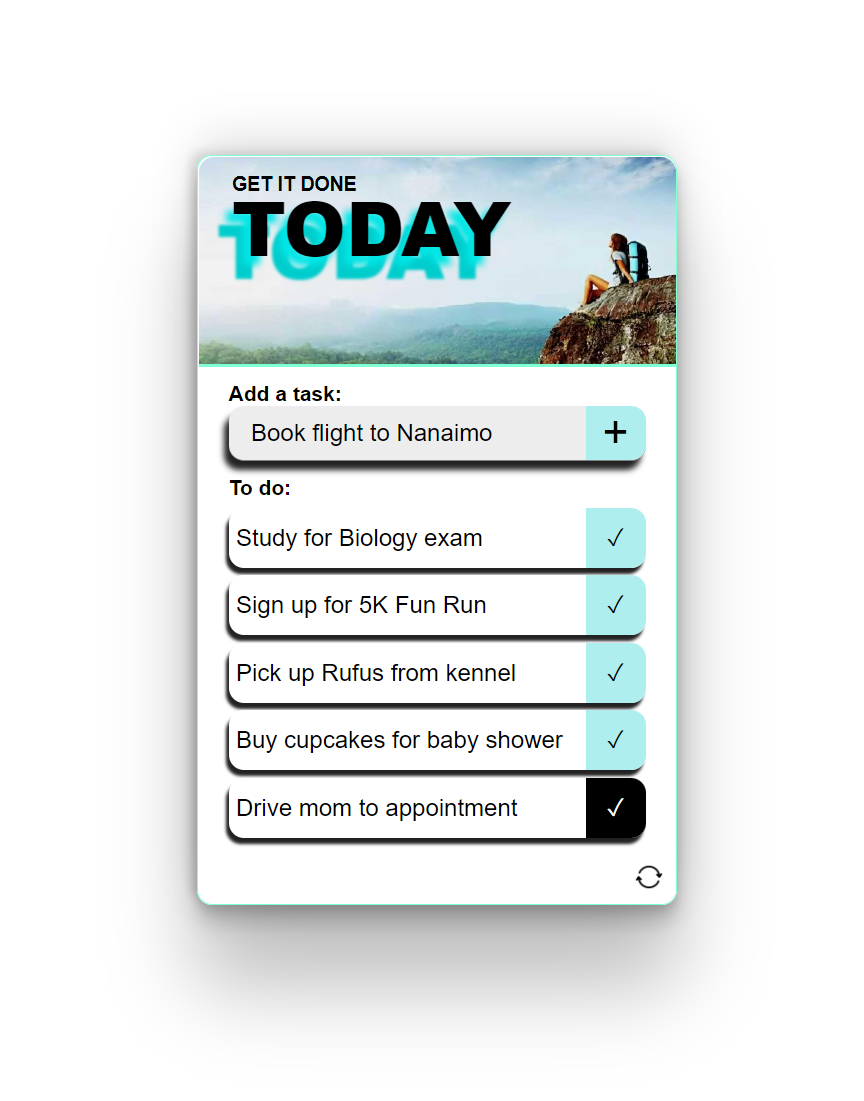 GET IT DONE
TODAY
Add a task:
Book flight to Nanaimo +
To do:
Study for Biology exam ✓
Sign up for 5K Fun Run ✓
Pick up Rufus from kennel ✓
Buy cupcakes for baby shower ✓
Drive mom to appointment ✓